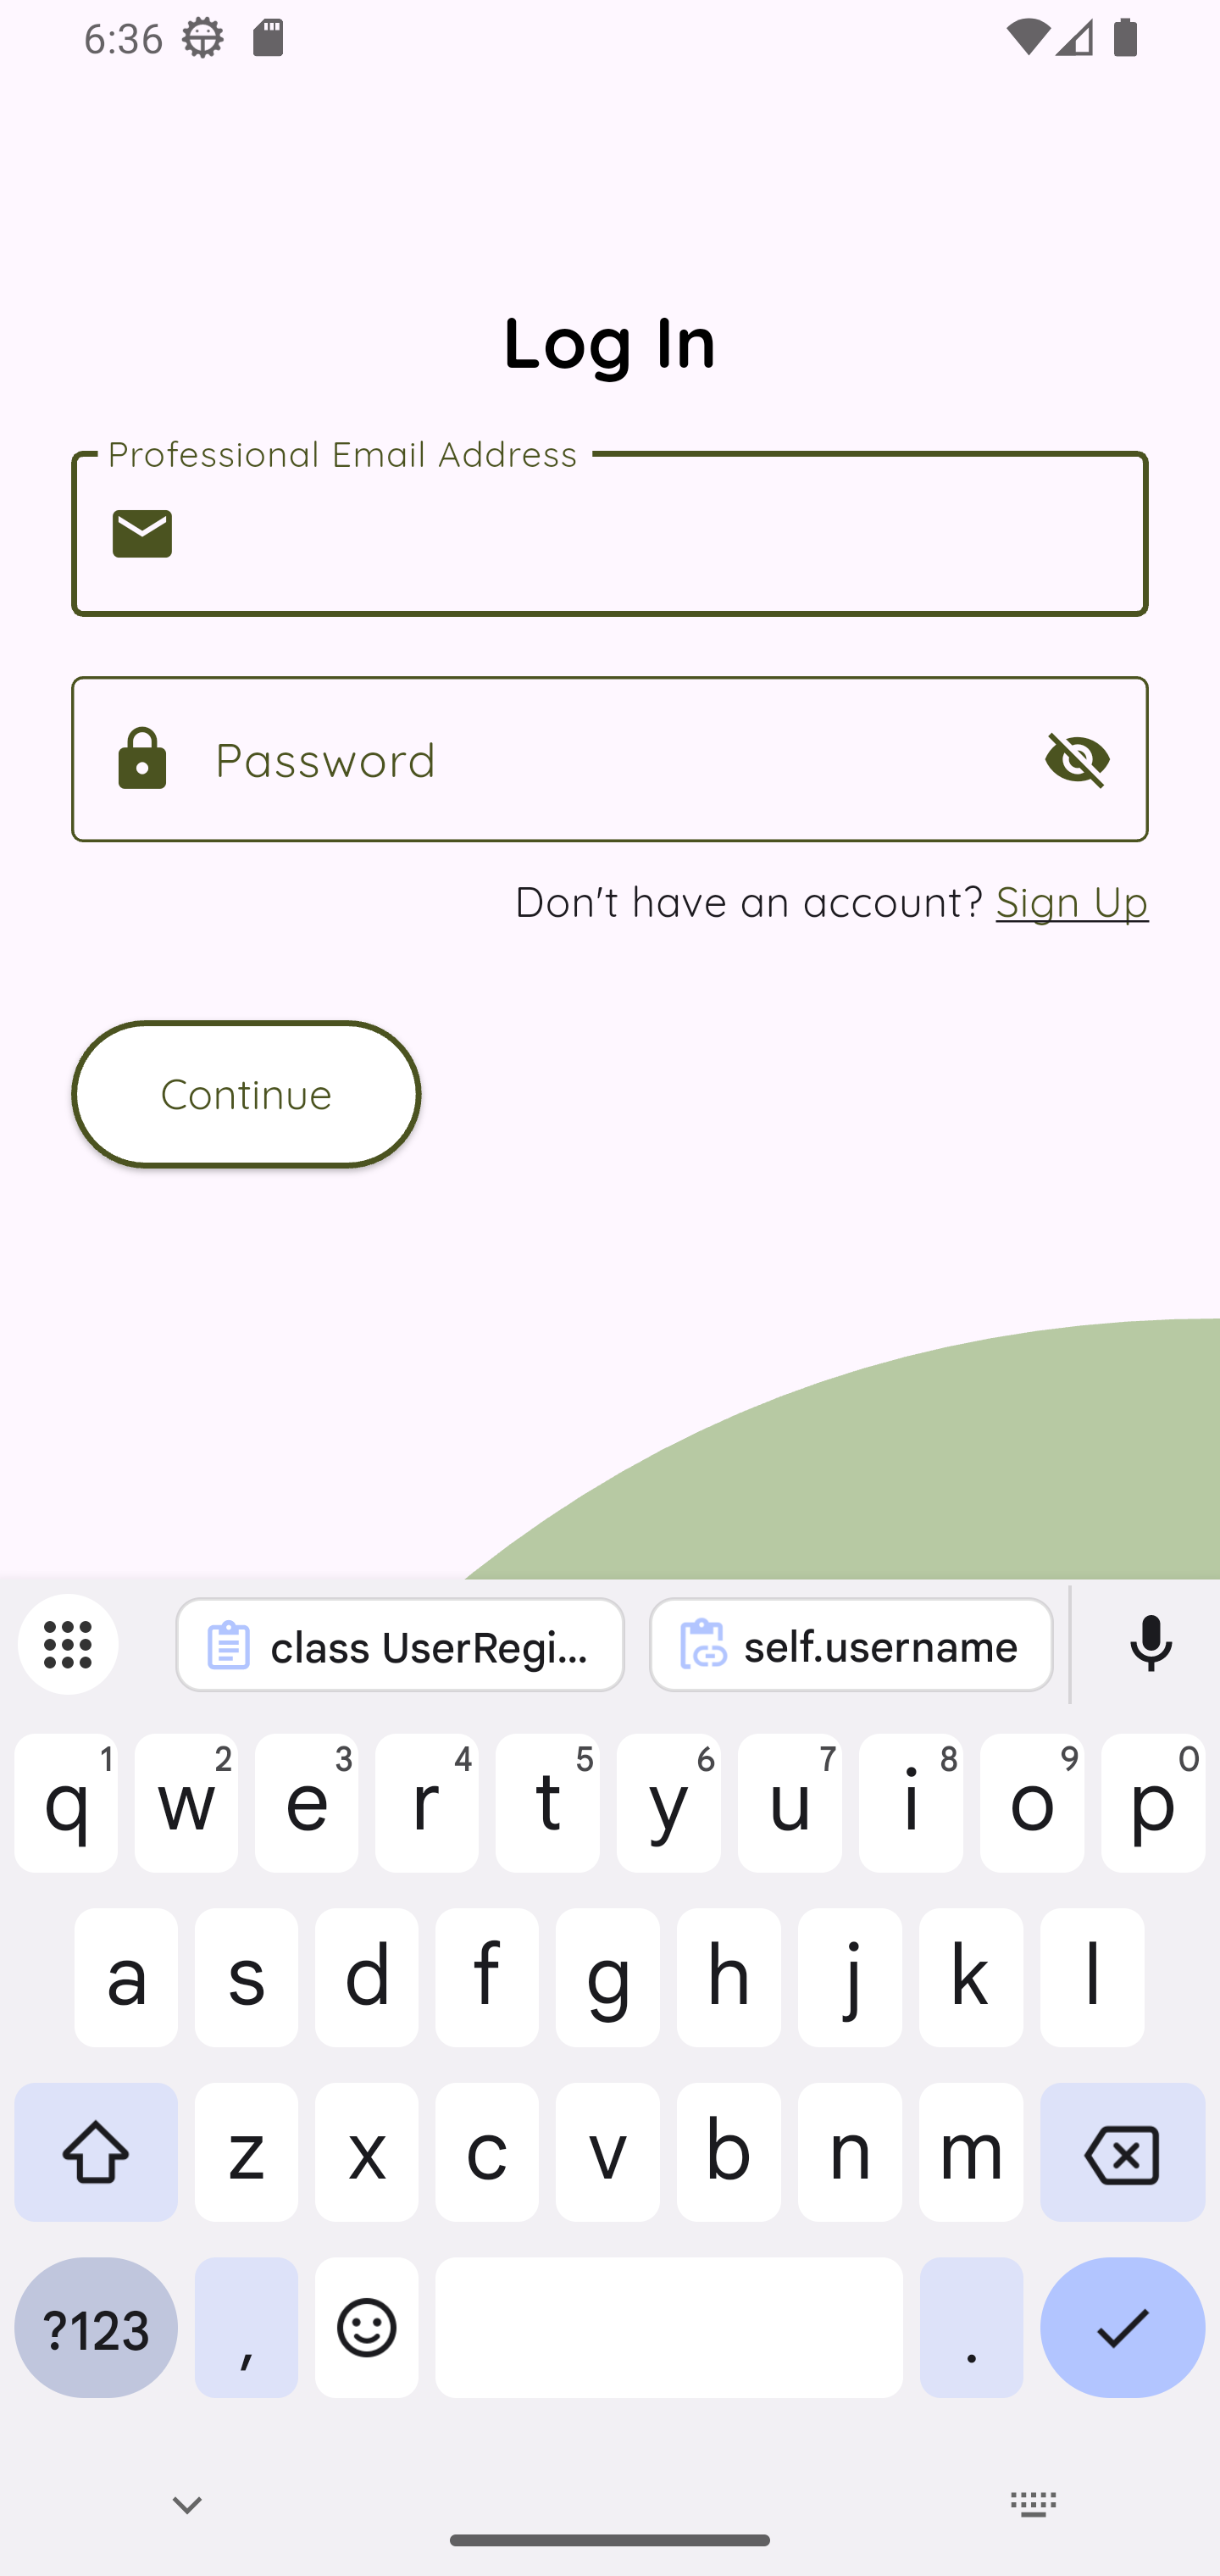 6:36
Log In
Professional Email Address
Password
Don't have an account? Sign Up
Continue
class UserRegi... self.username
q 1 w 2 e 3 r 4 t 5 y 6 u 7 i 8 o 9 p 0
a s d f g h j k l
z x c v b n m
?123 , .